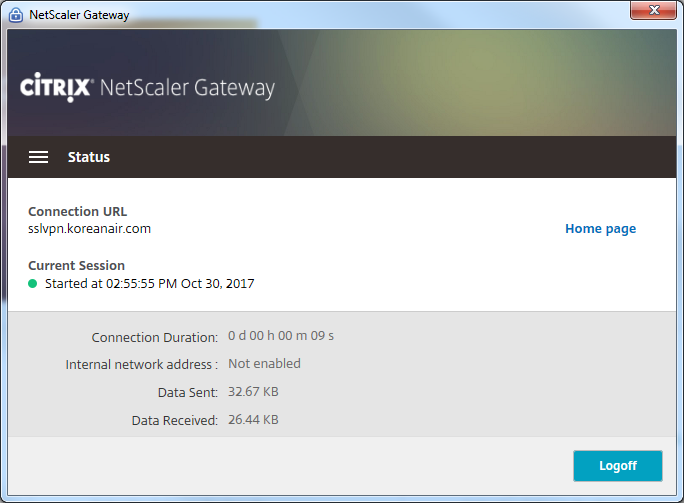 NetScaler Gateway
CİTRİX® NetScaler Gateway
Status
Connection URL
sslvpn.koreanair.com
Home page
Current Session
Started at 02:55:55 PM Oct 30, 2017
Connection Duration: 0 d 00 h 00 m 09 s
Internal network address : Not enabled
Data Sent: 32.67 KB
Data Received: 26.44 KB
Logoff